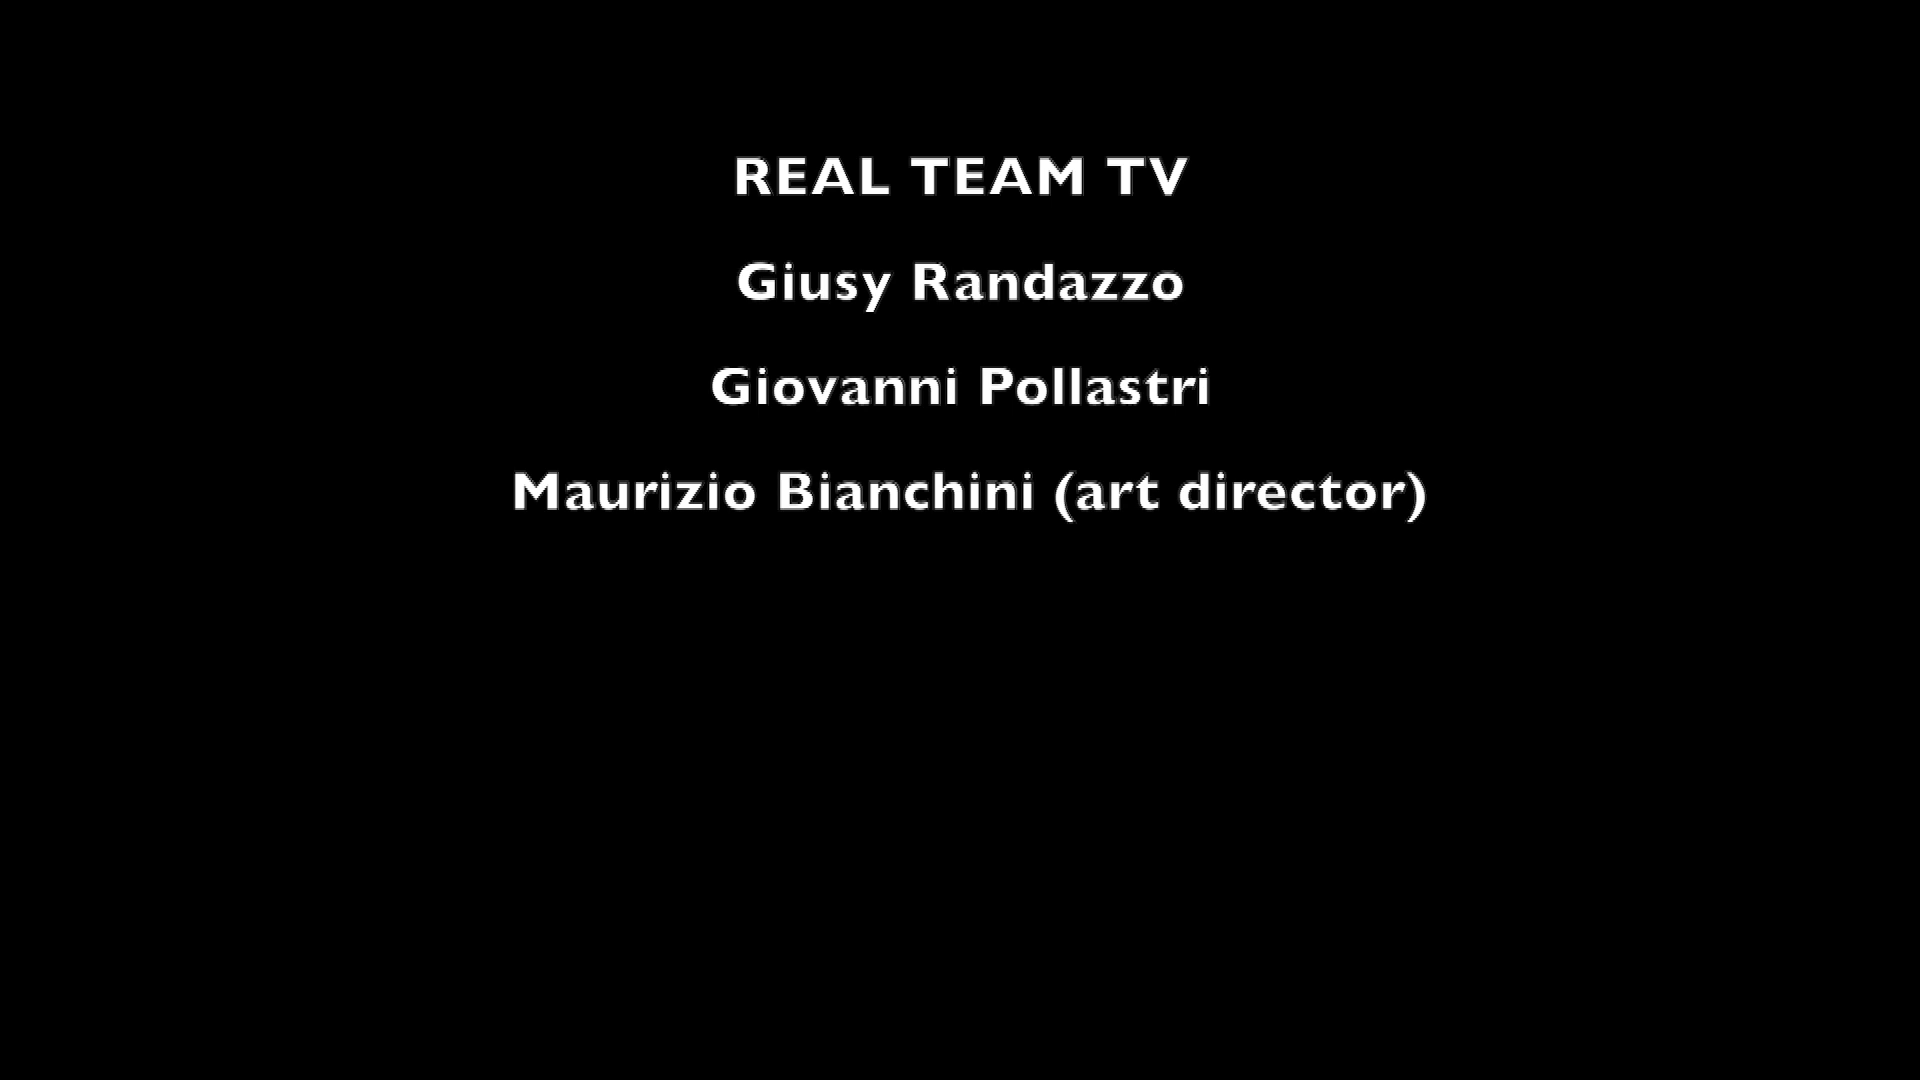 REAL TEAM TV
Giusy Randazzo
Giovanni Pollastri
Maurizio Bianchini (art director)